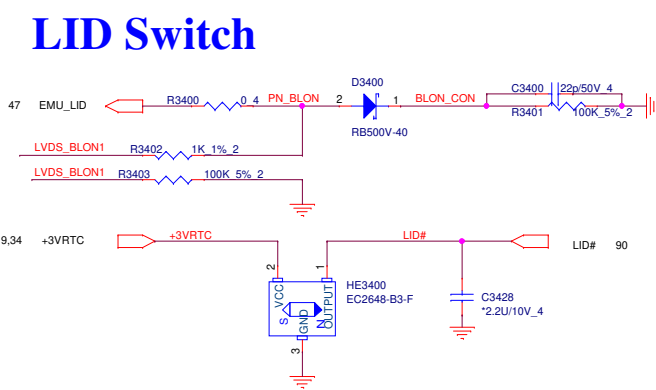 LID Switch
D3400
C3400 22p/50V_4
47 EMU_LID R3400 0_4 PN_BLON 2 1 BLON_CON
R3401 100K_5%_2
RB500V-40
LVDS_BLON1 R3402 1K_1%_2
LVDS_BLON1 R3403 100K_5%_2
9,34 +3VRTC +3VRTC LID# LID# 90
2 1
HE3400
EC2648-B3-F
VCC OUTPUT
S N
GND
3
C3428
*2.2U/10V_4